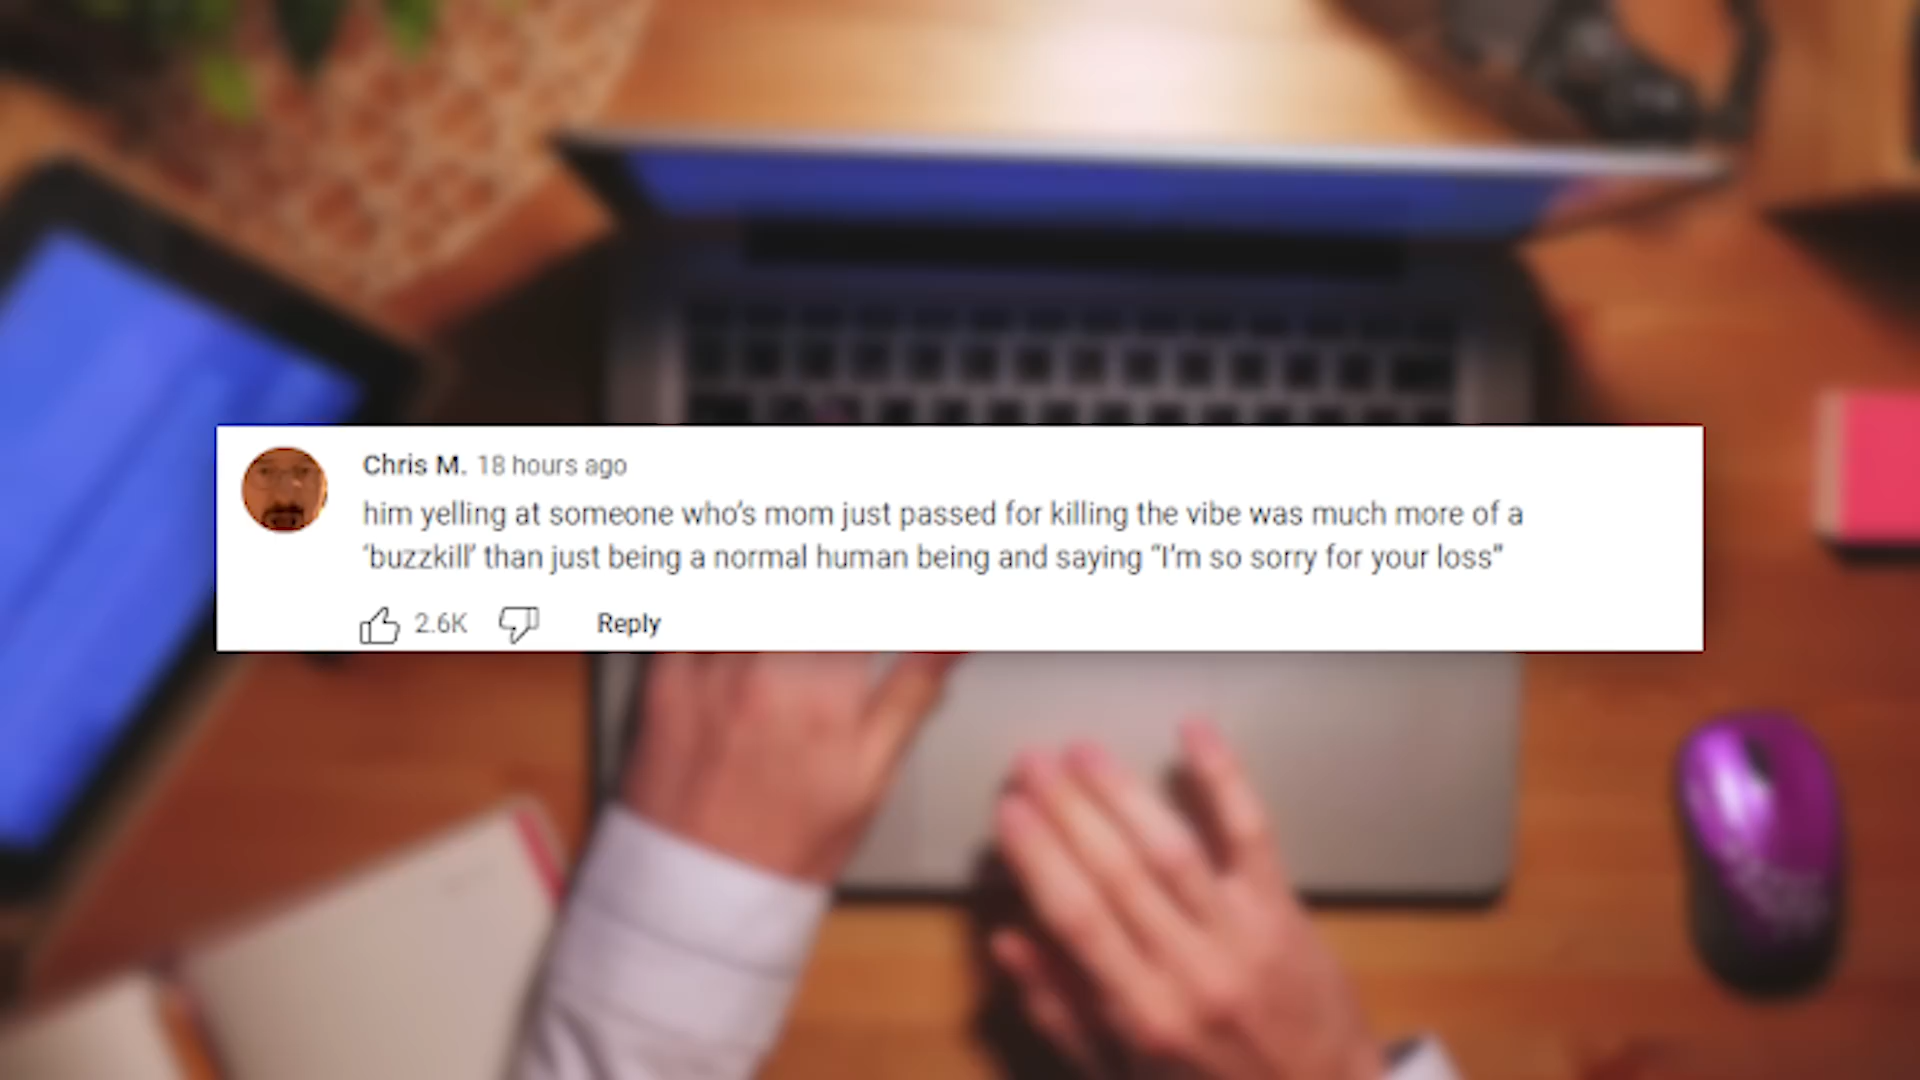 Chris M. 18 hours ago
him yelling at someone who’s mom just passed for killing the vibe was much more of a
‘buzzkill’ than just being a normal human being and saying “I’m so sorry for your loss”
2.6K Reply